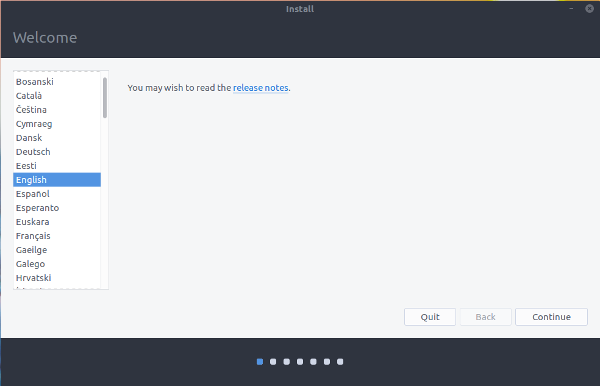 Install
Welcome
Bosanski
Català
Čeština
Cymraeg
Dansk
Deutsch
Eesti
English
Español
Esperanto
Euskara
Français
Gaeilge
Galego
Hrvatski
You may wish to read the release notes.
Quit
Back
Continue